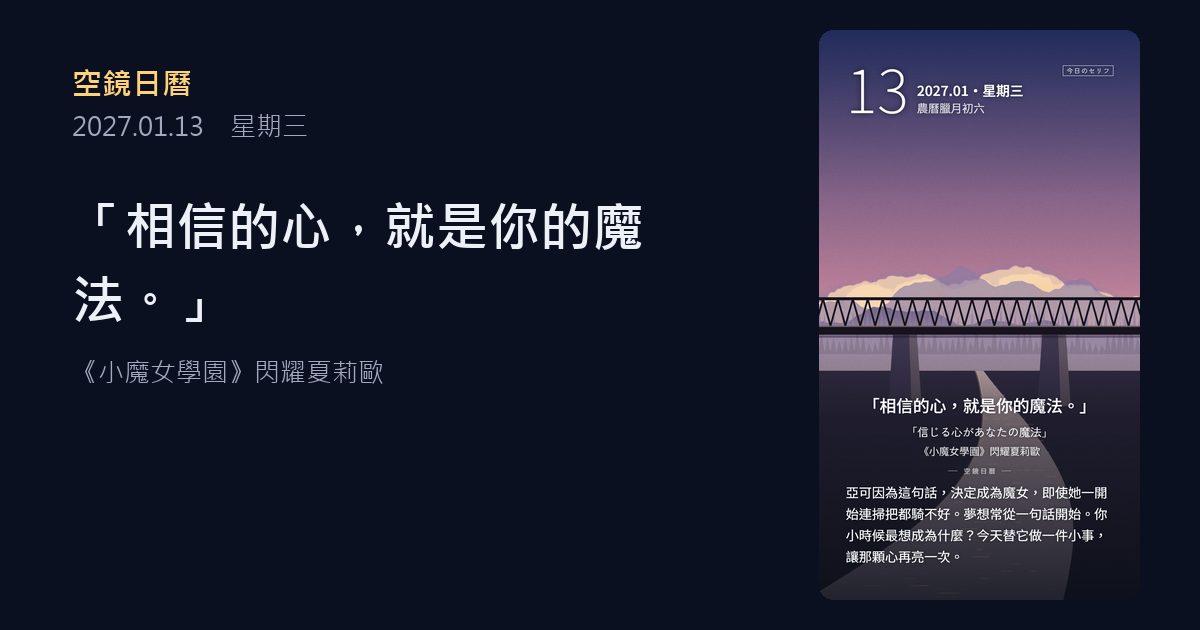 空鏡日曆
2027.01.13　星期三
「相信的心，就是你的魔
法。」
《小魔女學園》閃耀夏莉歐
今日のセリフ
13
2027.01・星期三
農曆臘月初六
「相信的心，就是你的魔法。」
「信じる心があなたの魔法」
《小魔女學園》閃耀夏莉歐
— 空鏡日曆 —
亞可因為這句話，決定成為魔女，即使她一開
始連掃把都騎不好。夢想常從一句話開始。你
小時候最想成為什麼？今天替它做一件小事，
讓那顆心再亮一次。